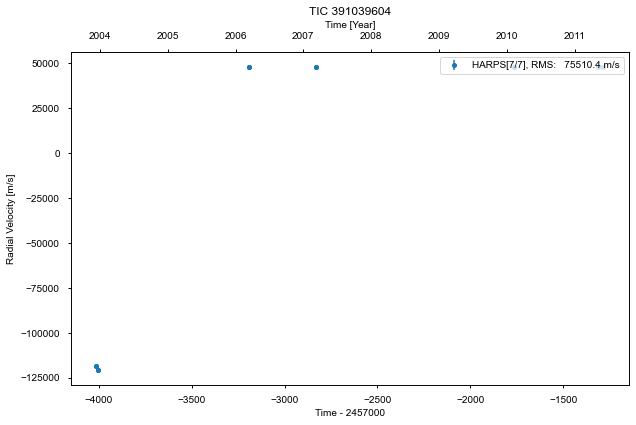 TIC 391039604
Time [Year]
2004 2005 2006 2007 2008 2009 2010 2011
HARPS[7/7], RMS: 75510.4 m/s
50000
25000
0
−25000
−50000
−75000
−100000
−125000
Radial Velocity [m/s]
−4000 −3500 −3000 −2500 −2000 −1500
Time - 2457000